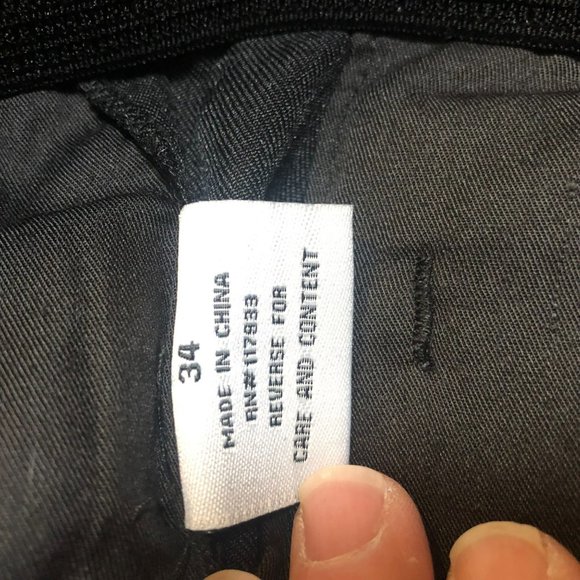 34
MADE IN CHINA
RN# 117933
REVERSE FOR
CARE AND CONTENT